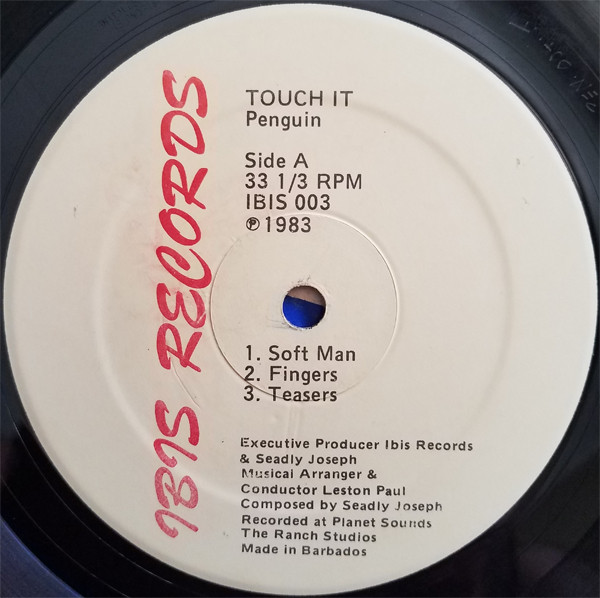 IBIS RECORDS
TOUCH IT
Penguin
Side A
33 1/3 RPM
IBIS 003
℗ 1983
1. Soft Man
2. Fingers
3. Teasers
Executive Producer Ibis Records
& Seadly Joseph
Musical Arranger &
Conductor Leston Paul
Composed by Seadly Joseph
Recorded at Planet Sounds
The Ranch Studios
Made in Barbados